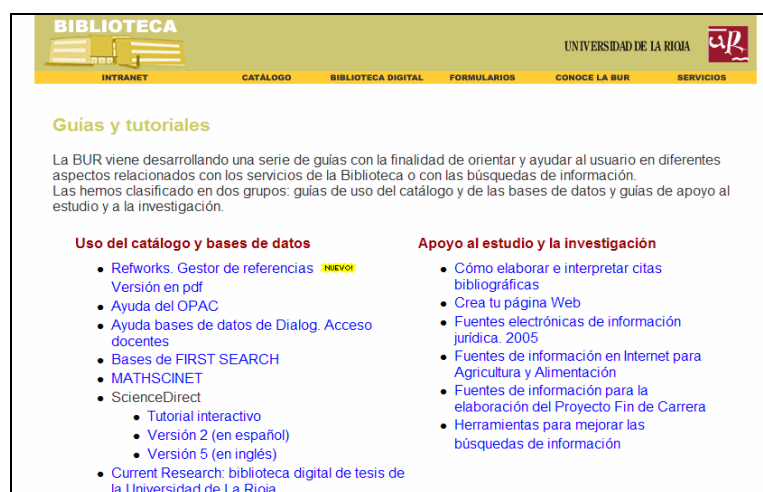 BIBLIOTECA
UNIVERSIDAD DE LA RIOJA
UR
INTRANET CATÁLOGO BIBLIOTECA DIGITAL FORMULARIOS CONOCE LA BUR SERVICIOS
Guías y tutoriales
La BUR viene desarrollando una serie de guías con la finalidad de orientar y ayudar al usuario en diferentes
aspectos relacionados con los servicios de la Biblioteca o con las búsquedas de información.
Las hemos clasificado en dos grupos: guías de uso del catálogo y de las bases de datos y guías de apoyo al
estudio y a la investigación.
Uso del catálogo y bases de datos
Refworks. Gestor de referencias NUEVO!
Versión en pdf
Ayuda del OPAC
Ayuda bases de datos de Dialog. Acceso
docentes
Bases de FIRST SEARCH
MATHSCINET
ScienceDirect
Tutorial interactivo
Versión 2 (en español)
Versión 5 (en inglés)
Current Research: biblioteca digital de tesis de
la Universidad de La Rioja
Apoyo al estudio y la investigación
Cómo elaborar e interpretar citas
bibliográficas
Crea tu página Web
Fuentes electrónicas de información
jurídica. 2005
Fuentes de información en Internet para
Agricultura y Alimentación
Fuentes de información para la
elaboración del Proyecto Fin de Carrera
Herramientas para mejorar las
búsquedas de información